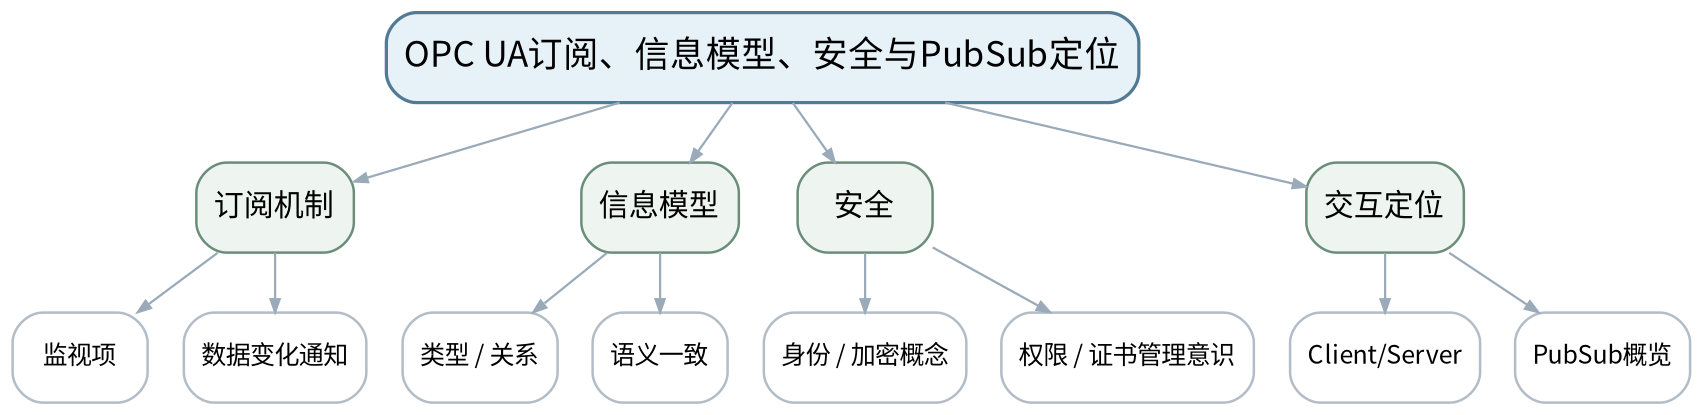 OPC UA订阅、信息模型、安全与PubSub定位
订阅机制
信息模型
安全
交互定位
监视项
数据变化通知
类型 / 关系
语义一致
身份 / 加密概念
权限 / 证书管理意识
Client/Server
PubSub概览